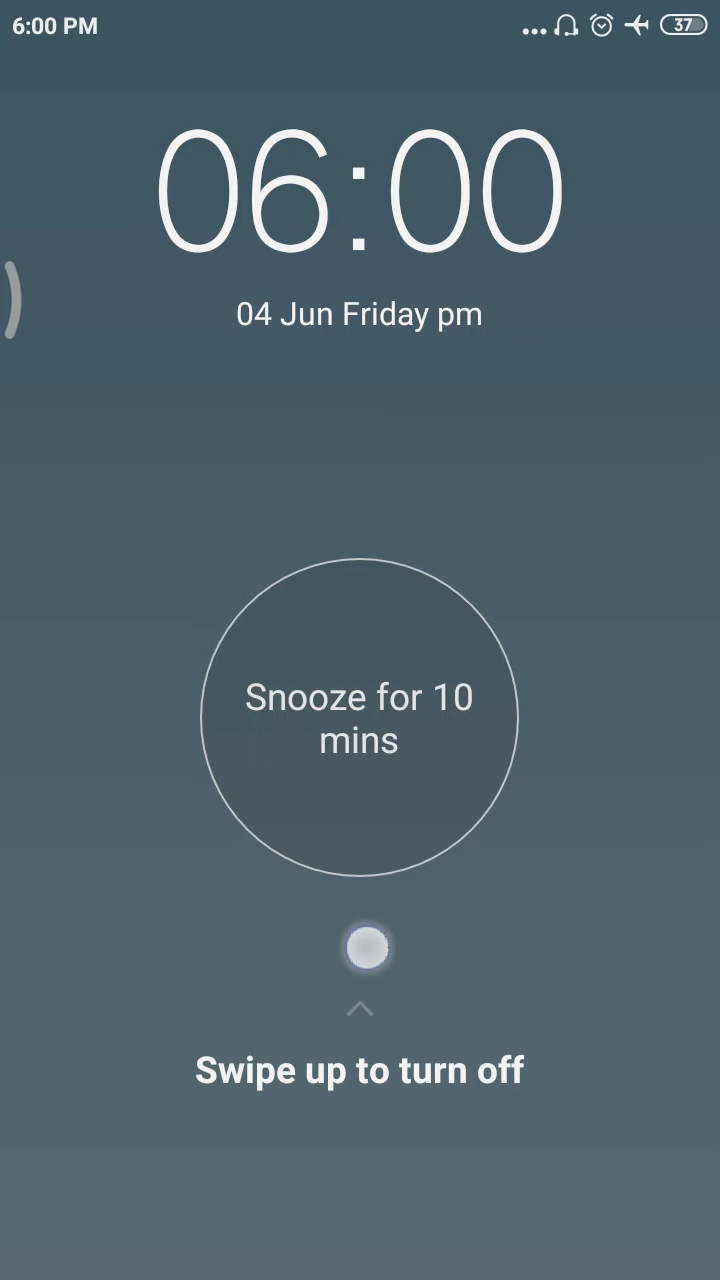 6:00 PM
37
06:00
04 Jun Friday pm
Snooze for 10
mins
Swipe up to turn off